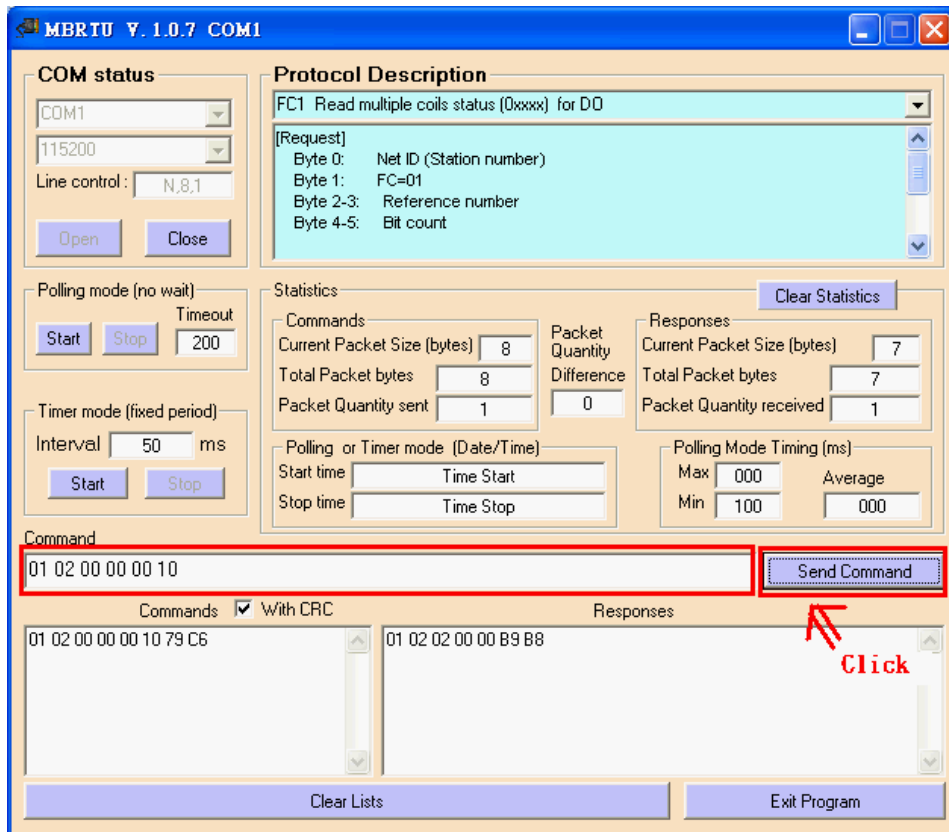 MBRTU V. 1.0.7 COM1
COM status
COM1
115200
Line control :
N,8,1
Open
Close
Protocol Description
FC1 Read multiple coils status (0xxxx) for DO
[Request]
Byte 0: Net ID (Station number)
Byte 1: FC=01
Byte 2-3: Reference number
Byte 4-5: Bit count
Polling mode (no wait)
Timeout
Start
Stop
200
Timer mode (fixed period)
Interval
50
ms
Start
Stop
Statistics
Clear Statistics
Commands
Current Packet Size (bytes)
8
Total Packet bytes
8
Packet Quantity sent
1
Packet
Quantity
Difference
0
Responses
Current Packet Size (bytes)
7
Total Packet bytes
7
Packet Quantity received
1
Polling or Timer mode (Date/Time)
Start time
Time Start
Stop time
Time Stop
Polling Mode Timing (ms)
Max
000
Min
100
Average
000
Command
01 02 00 00 00 10
Send Command
Commands
With CRC
Responses
01 02 00 00 00 10 79 C6
01 02 02 00 00 B9 B8
Click
Clear Lists
Exit Program